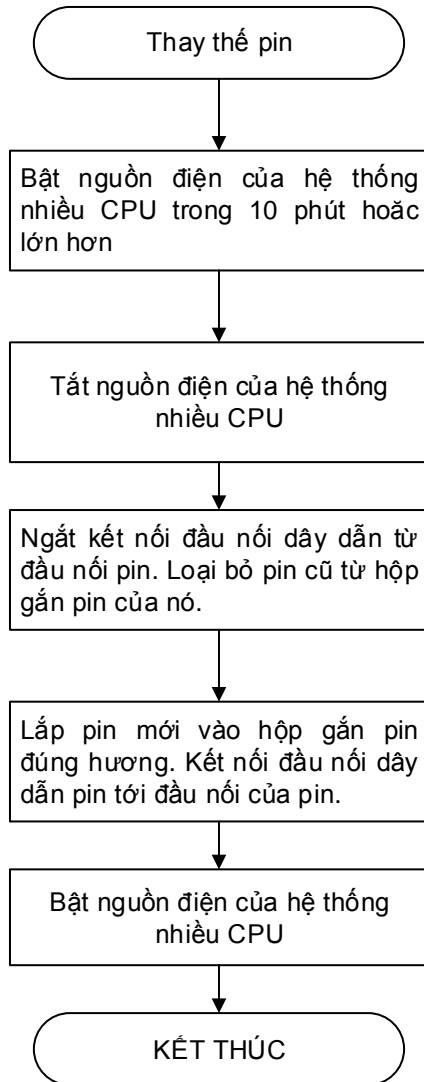 Thay thế pin
Bật nguồn điện của hệ thống
nhiều CPU trong 10 phút hoăc
lớn hơn
Tắt nguồn điện của hệ thống
nhiều CPU
Ngắt kết nối đầu nối dây dẫn từ
đầu nối pin. Loại bỏ pin cũ từ hộp
gắn pin của nó.
Lắp pin mới vào hộp gắn pin
đúng hương. Kết nối đầu nối dây
dẫn pin tới đầu nối của pin.
Bật nguồn điện của hệ thống
nhiều CPU
KẾT THÚC